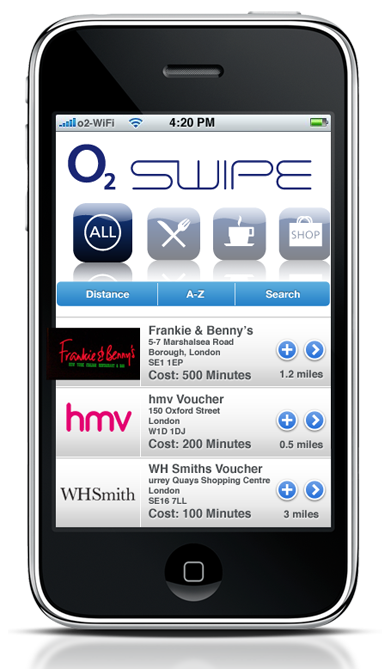 o2-WiFi 4:20 PM
O2 SWIPE
ALL SHOP
Distance A-Z Search
Frankie & Benny's
Frankie & Benny's
5-7 Marshalsea Road
Borough, London
SE1 1EP
Cost: 500 Minutes
1.2 miles
hmv
hmv Voucher
150 Oxford Street
London
W1D 1DJ
Cost: 200 Minutes
0.5 miles
WHSmith
WH Smiths Voucher
urrey Quays Shopping Centre
London
SE16 7LL
Cost: 100 Minutes
3 miles